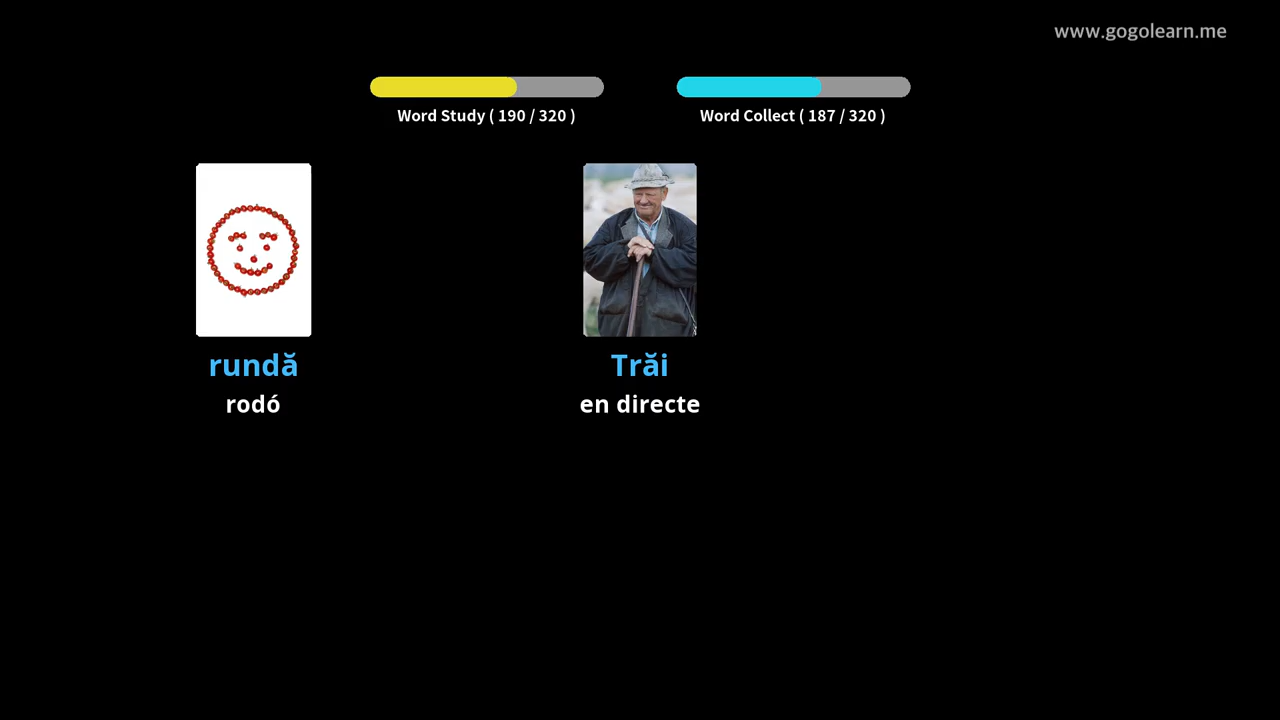 www.gogolearn.me
Word Study ( 190 / 320 )
Word Collect ( 187 / 320 )
rundă
Trăi
rodó
en directe